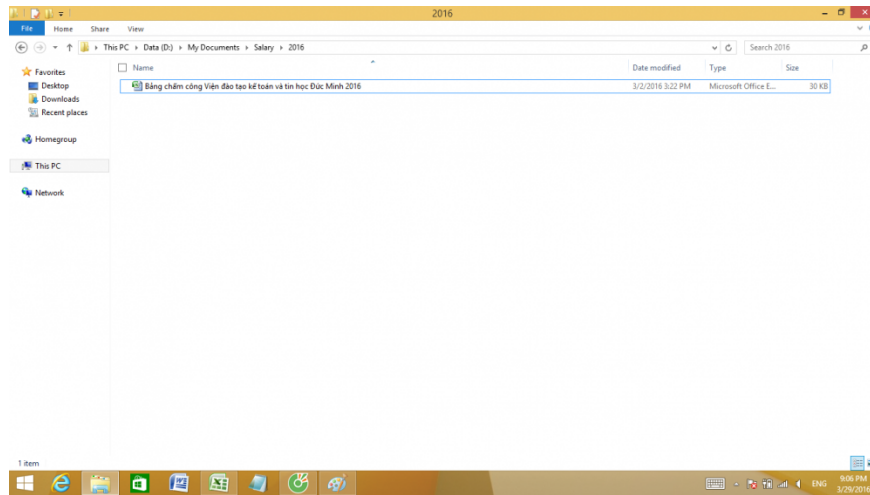 2016
File Home Share View
This PC Data (D:) My Documents Salary 2016 Search 2016
Name Date modified Type Size
Favorites
Desktop
Downloads
Recent places
Homegroup
This PC
Network
Bảng chấm công Viện đào tạo kế toán và tin học Đức Minh 2016 3/2/2016 3:22 PM Microsoft Office E... 30 KB
1 item
ENG 9:06 PM
3/29/2016